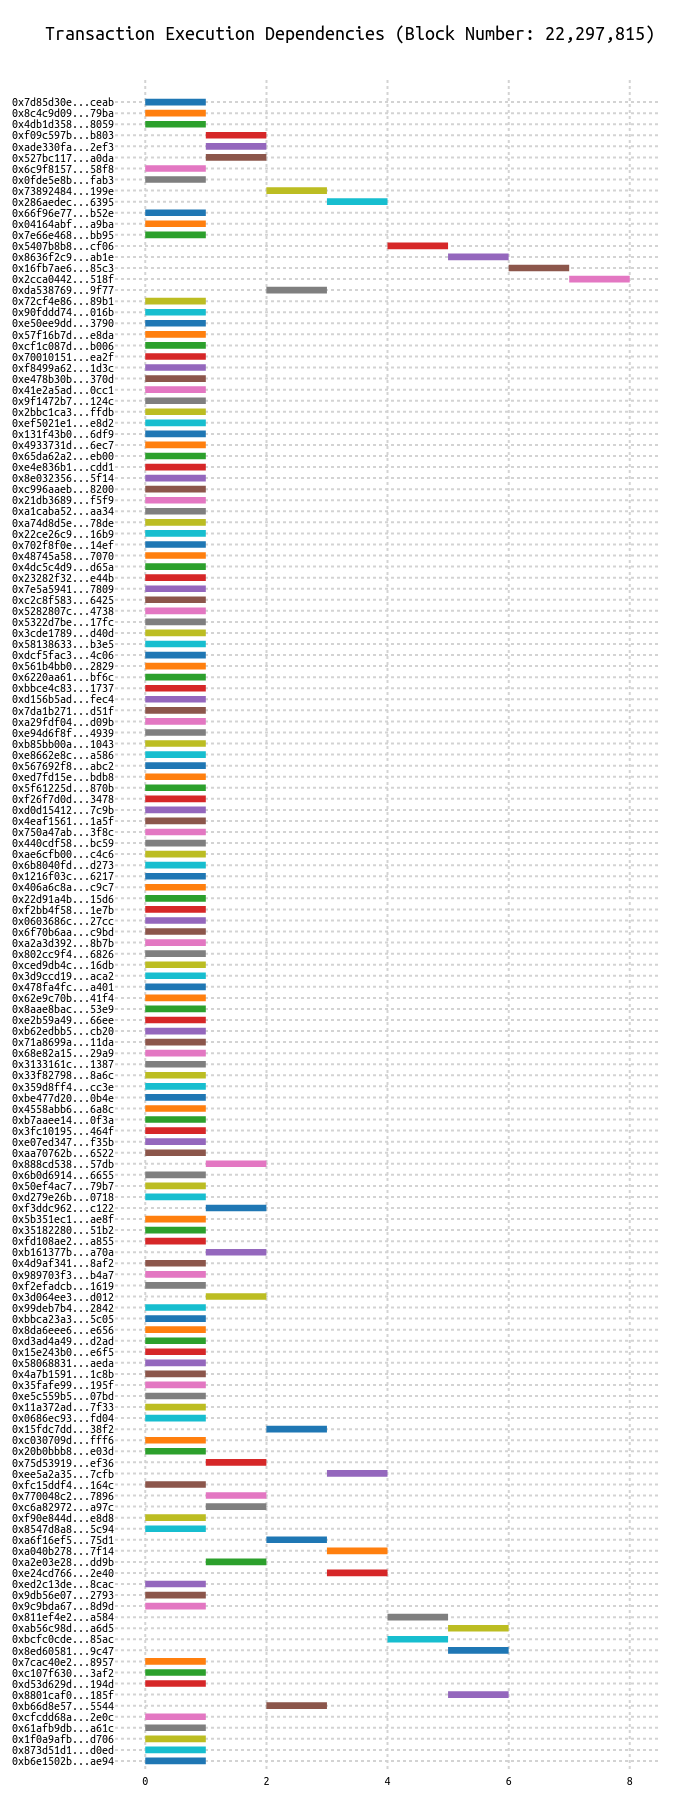 Transaction Execution Dependencies (Block Number: 22,297,815)
0x7d85d30e...ceab
0x8c4c9d09...79ba
0x4db1d358...8059
0xf09c597b...b803
0xade330fa...2ef3
0x527bc117...a0da
0x6c9f8157...58f8
0x0fde5e8b...fab3
0x73892484...199e
0x286aedec...6395
0x66f96e77...b52e
0x04164abf...a9ba
0x7e66e468...bb95
0x5407b8b8...cf06
0x8636f2c9...ab1e
0x16fb7ae6...85c3
0x2cca0442...518f
0xda538769...9f77
0x72cf4e86...89b1
0x90fddd74...016b
0xe50ee9dd...3790
0x57f16b7d...e8da
0xcf1c087d...b006
0x70010151...ea2f
0xf8499a62...1d3c
0xe478b30b...370d
0x41e2a5ad...0cc1
0x9f1472b7...124c
0x2bbc1ca3...ffdb
0xef5021e1...e8d2
0x131f43b0...6df9
0x4933731d...6ec7
0x65da62a2...eb00
0xe4e836b1...cdd1
0x8e032356...5f14
0xc996aaeb...8200
0x21db3689...f5f9
0xa1caba52...aa34
0xa74d8d5e...78de
0x22ce26c9...16b9
0x702f8f0e...14ef
0x48745a58...7070
0x4dc5c4d9...d65a
0x23282f32...e44b
0x7e5a5941...7809
0xc2c8f583...6425
0x5282807c...4738
0x5322d7be...17fc
0x3cde1789...d40d
0x58138633...b3e5
0xdcf5fac3...4c06
0x561b4bb0...2829
0x6220aa61...bf6c
0xbbce4c83...1737
0xd156b5ad...fec4
0x7da1b271...d51f
0xa29fdf04...d09b
0xe94d6f8f...4939
0xb85bb00a...1043
0xe8662e8c...a586
0x567692f8...abc2
0xed7fd15e...bdb8
0x5f61225d...870b
0xf26f7d0d...3478
0xd0d15412...7c9b
0x4eaf1561...1a5f
0x750a47ab...3f8c
0x440cdf58...bc59
0xae6cfb00...c4c6
0x6b8040fd...d273
0x1216f03c...6217
0x406a6c8a...c9c7
0x22d91a4b...15d6
0xf2bb4f58...1e7b
0x0603686c...27cc
0x6f70b6aa...c9bd
0xa2a3d392...8b7b
0x802cc9f4...6826
0xced9db4c...16db
0x3d9ccd19...aca2
0x478fa4fc...a401
0x62e9c70b...41f4
0x8aae8bac...53e9
0xe2b59a49...66ee
0xb62edbb5...cb20
0x71a8699a...11da
0x68e82a15...29a9
0x3133161c...1387
0x33f82798...8a6c
0x359d8ff4...cc3e
0xbe477d20...0b4e
0x4558abb6...6a8c
0xb7aaee14...0f3a
0x3fc10195...464f
0xe07ed347...f35b
0xaa70762b...6522
0x888cd538...57db
0x6b0d6914...6655
0x50ef4ac7...79b7
0xd279e26b...0718
0xf3ddc962...c122
0x5b351ec1...ae8f
0x35182280...51b2
0xfd108ae2...a855
0xb161377b...a70a
0x4d9af341...8af2
0x989703f3...b4a7
0xf2efadcb...1619
0x3d064ee3...d012
0x99deb7b4...2842
0xbbca23a3...5c05
0x8da6eee6...e656
0xd3ad4a49...d2ad
0x15e243b0...e6f5
0x58068831...aeda
0x4a7b1591...1c8b
0x35fafe99...195f
0xe5c559b5...07bd
0x11a372ad...7f33
0x0686ec93...fd04
0x15fdc7dd...38f2
0xc030709d...fff6
0x20b0bbb8...e03d
0x75d53919...ef36
0xee5a2a35...7cfb
0xfc15ddf4...164c
0x770048c2...7896
0xc6a82972...a97c
0xf90e844d...e8d8
0x8547d8a8...5c94
0xa6f16ef5...75d1
0xa040b278...7f14
0xa2e03e28...dd9b
0xe24cd766...2e40
0xed2c13de...8cac
0x9db56e07...2793
0x9c9bda67...8d9d
0x811ef4e2...a584
0xab56c98d...a6d5
0xbcfc0cde...85ac
0x8ed60581...9c47
0x7cac40e2...8957
0xc107f630...3af2
0xd53d629d...194d
0x8801caf0...185f
0xb66d8e57...5544
0xcfcdd68a...2e0c
0x61afb9db...a61c
0x1f0a9afb...d706
0x873d51d1...d0ed
0xb6e1502b...ae94
0 2 4 6 8